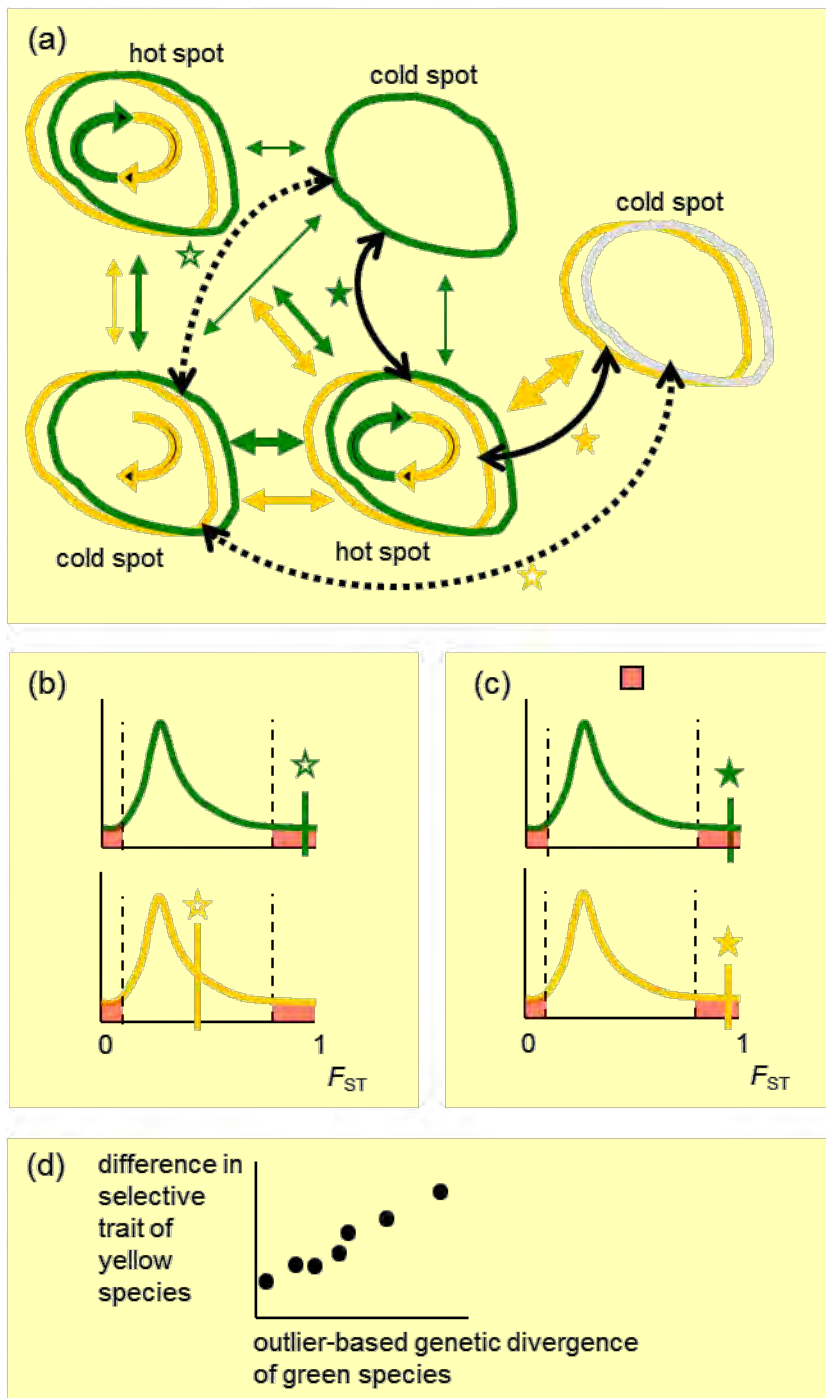 (a)
hot spot
cold spot
cold spot
cold spot
hot spot
(b)
0
1
FST
(c)
0
1
FST
(d)
difference in
selective
trait of
yellow
species
outlier-based genetic divergence
of green species